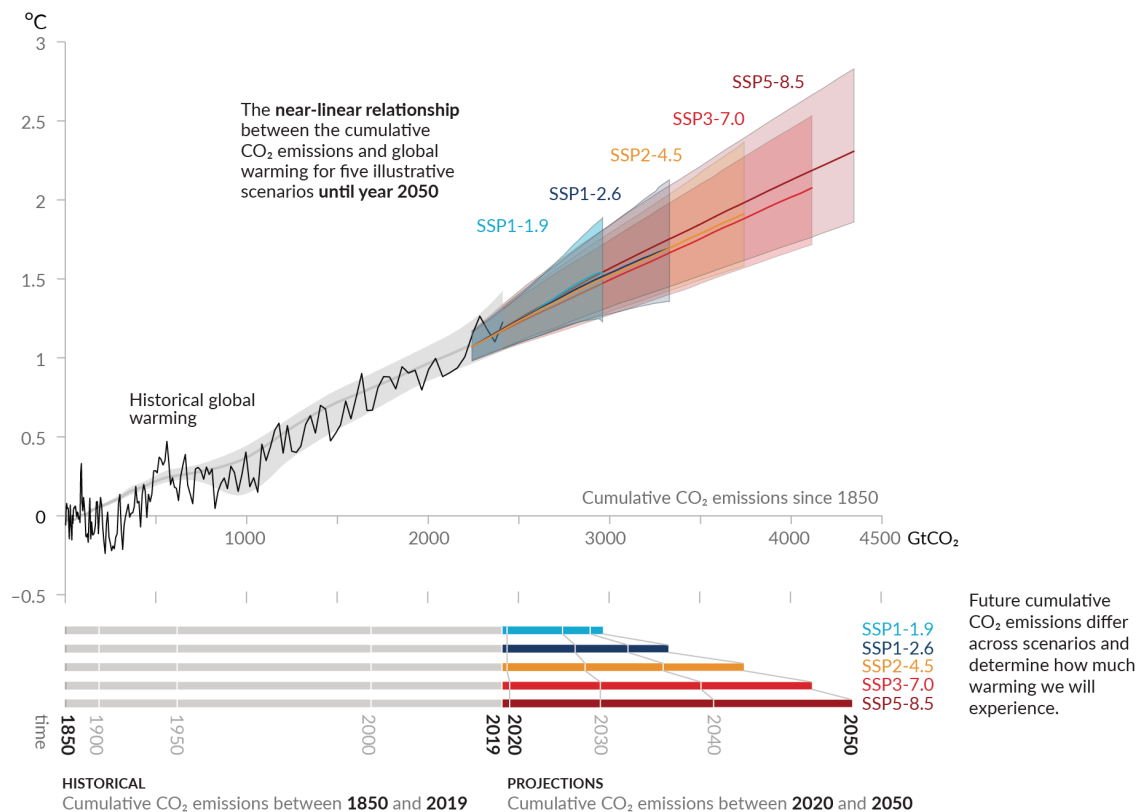 °C
3
2.5
2
1.5
1
0.5
0
−0.5
The near-linear relationship
between the cumulative
CO₂ emissions and global
warming for five illustrative
scenarios until year 2050
SSP5-8.5
SSP3-7.0
SSP2-4.5
SSP1-2.6
SSP1-1.9
Historical global
warming
Cumulative CO₂ emissions since 1850
1000 2000 3000 4000 4500 GtCO₂
Future cumulative
CO₂ emissions differ
across scenarios and
determine how much
warming we will
experience.
SSP1-1.9
SSP1-2.6
SSP2-4.5
SSP3-7.0
SSP5-8.5
time 1850 1900 1950 2000 2019 2020 2030 2040 2050
HISTORICAL
Cumulative CO₂ emissions between 1850 and 2019
PROJECTIONS
Cumulative CO₂ emissions between 2020 and 2050